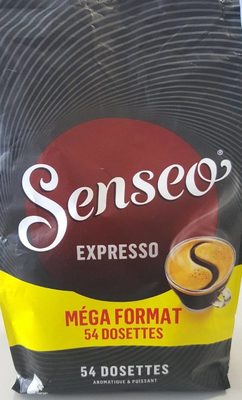 Senseo
EXPRESSO
MÉGA FORMAT
54 DOSETTES
54 DOSETTES
AROMATIQUE & PUISSANT